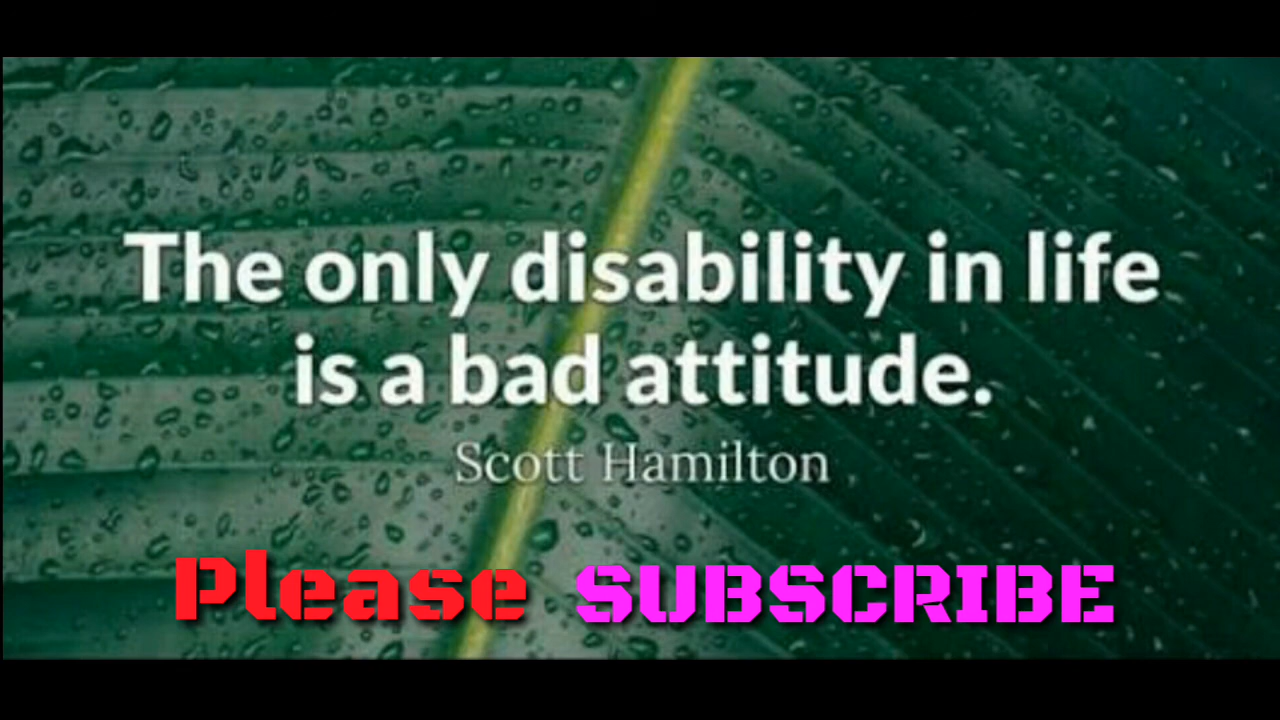 The only disability in life
is a bad attitude.
Scott Hamilton
Please SUBSCRIBE